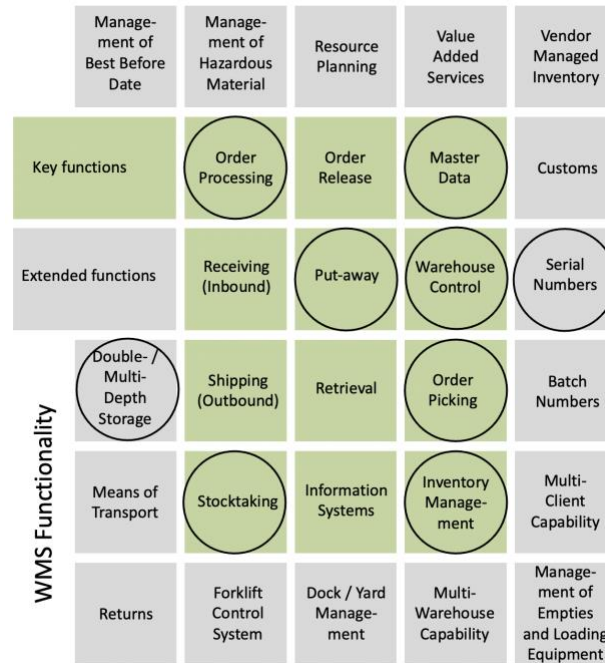 Manage-
ment of
Best Before
Date
Manage-
ment of
Hazardous
Material
Resource
Planning
Value
Added
Services
Vendor
Managed
Inventory
Key functions
Order
Processing
Order
Release
Master
Data
Customs
Extended functions
Receiving
(Inbound)
Put-away
Warehouse
Control
Serial
Numbers
Double- /
Multi-
Depth
Storage
Shipping
(Outbound)
Retrieval
Order
Picking
Batch
Numbers
WMS Functionality
Means of
Transport
Stocktaking
Information
Systems
Inventory
Manage-
ment
Multi-
Client
Capability
Returns
Forklift
Control
System
Dock / Yard
Manage-
ment
Multi-
Warehouse
Capability
Manage-
ment of
Empties
and Loading
Equipment